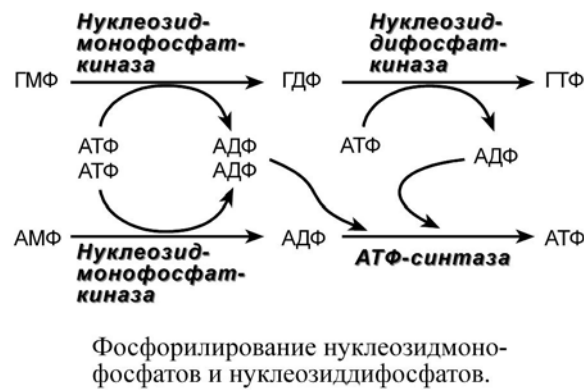 Нуклеозид-
монофосфат-
киназа
Нуклеозид-
дифосфат-
киназа
ГМФ ГДФ ГТФ
АТФ АДФ АТФ АДФ
АТФ АДФ
АМФ АДФ АТФ
Нуклеозид-
монофосфат-
киназа
АТФ-синтаза
Фосфорилирование нуклеозидмоно-
фосфатов и нуклеозиддифосфатов.